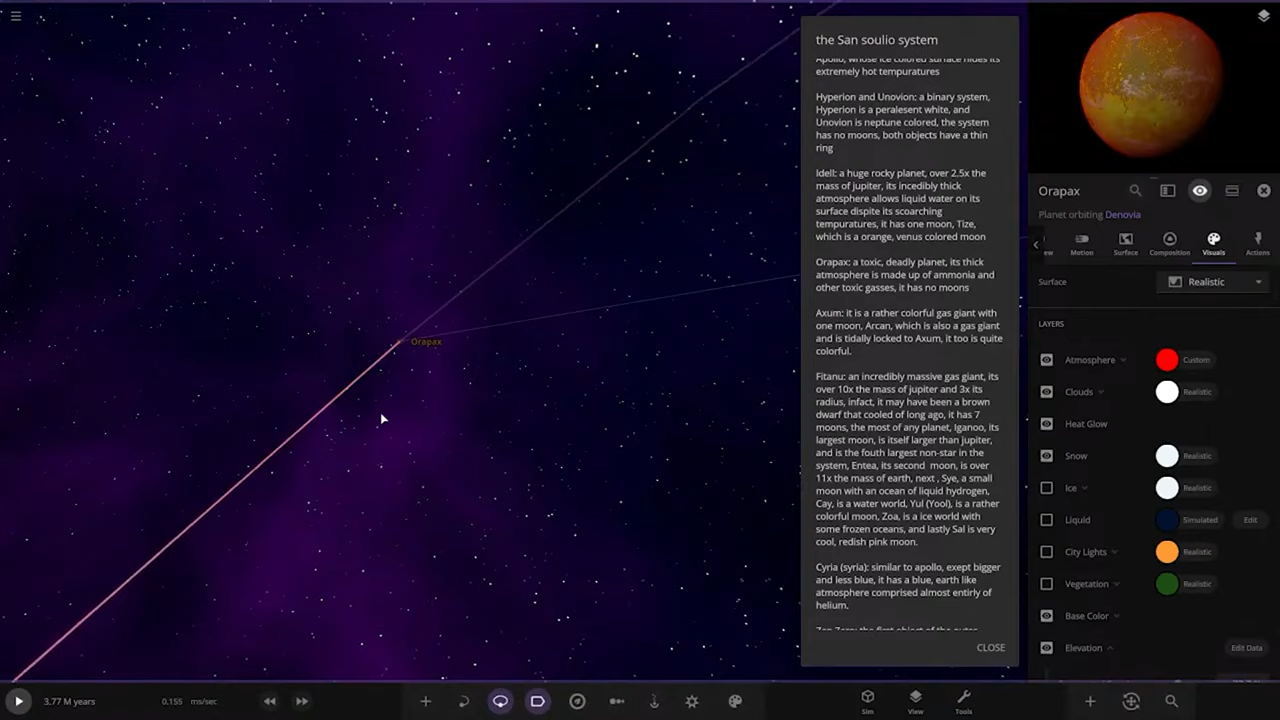 the San soulio system
Apollo, whose ice colored surface hides its
extremely hot tempuratures
Hyperion and Unovion: a binary system,
Hyperion is a peralesent white, and
Unovion is neptune colored, the system
has no moons, both objects have a thin
ring
Idell: a huge rocky planet, over 2.5x the
mass of jupiter, its incedibly thick
atmosphere allows liquid water on its
surface dispite its scoarching
tempuratures, it has one moon, Tize,
which is a orange, venus colored moon
Orapax: a toxic, deadly planet, its thick
atmosphere is made up of ammonia and
other toxic gasses, it has no moons
Axum: it is a rather colorful gas giant with
one moon, Arcan, which is also a gas giant
and is tidally locked to Axum, it too is quite
colorful.
Fitanu: an incredibly massive gas giant, its
over 10x the mass of jupiter and 3x its
radius, infact, it may have been a brown
dwarf that cooled of long ago, it has 7
moons, the most of any planet, Iganoo, its
largest moon, is itself larger than jupiter,
and is the fouth largest non-star in the
system, Entea, its second  moon, is over
11x the mass of earth, next , Sye, a small
moon with an ocean of liquid hydrogen,
Cay, is a water world, Yul (Yool), is a rather
colorful moon, Zoa, is a ice world with
some frozen oceans, and lastly Sal is very
cool, redish pink moon.
Cyria (syria): similar to apollo, exept bigger
and less blue, it has a blue, earth like
atmosphere comprised almost entirly of
helium.
CLOSE
Orapax
Orapax
Planet orbiting Denovia
ew Motion Surface Composition Visuals Actions
Surface Realistic
LAYERS
Atmosphere Custom
Clouds Realistic
Heat Glow
Snow Realistic
Ice Realistic
Liquid Simulated Edit
City Lights Realistic
Vegetation Realistic
Base Color
Elevation Edit Data
3.77 M years 0.155 ms/sec
Sim View Tools